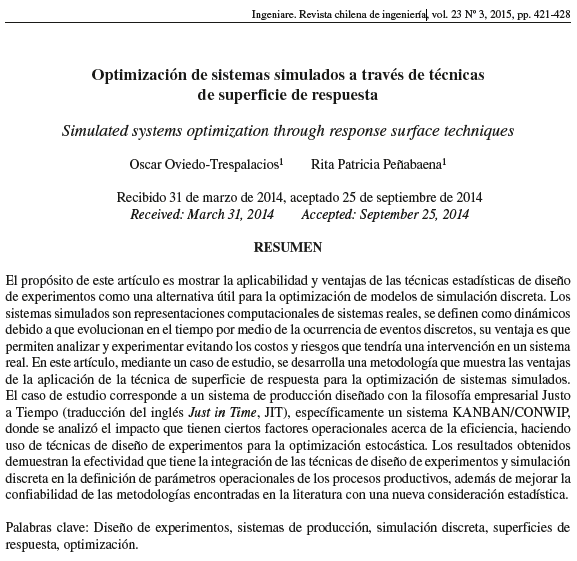 Ingeniare. Revista chilena de ingeniería, vol. 23 Nº 3, 2015, pp. 421-428
Optimización de sistemas simulados a través de técnicas
de superficie de respuesta
Simulated systems optimization through response surface techniques
Oscar Oviedo-Trespalacios¹ Rita Patricia Peñabaena¹
Recibido 31 de marzo de 2014, aceptado 25 de septiembre de 2014
Received: March 31, 2014 Accepted: September 25, 2014
RESUMEN
El propósito de este artículo es mostrar la aplicabilidad y ventajas de las técnicas estadísticas de diseño
de experimentos como una alternativa útil para la optimización de modelos de simulación discreta. Los
sistemas simulados son representaciones computacionales de sistemas reales, se definen como dinámicos
debido a que evolucionan en el tiempo por medio de la ocurrencia de eventos discretos, su ventaja es que
permiten analizar y experimentar evitando los costos y riesgos que tendría una intervención en un sistema
real. En este artículo, mediante un caso de estudio, se desarrolla una metodología que muestra las ventajas
de la aplicación de la técnica de superficie de respuesta para la optimización de sistemas simulados.
El caso de estudio corresponde a un sistema de producción diseñado con la filosofía empresarial Justo
a Tiempo (traducción del inglés Just in Time, JIT), específicamente un sistema KANBAN/CONWIP,
donde se analizó el impacto que tienen ciertos factores operacionales acerca de la eficiencia, haciendo
uso de técnicas de diseño de experimentos para la optimización estocástica. Los resultados obtenidos
demuestran la efectividad que tiene la integración de las técnicas de diseño de experimentos y simulación
discreta en la definición de parámetros operacionales de los procesos productivos, además de mejorar la
confiabilidad de las metodologías encontradas en la literatura con una nueva consideración estadística.
Palabras clave: Diseño de experimentos, sistemas de producción, simulación discreta, superficies de
respuesta, optimización.